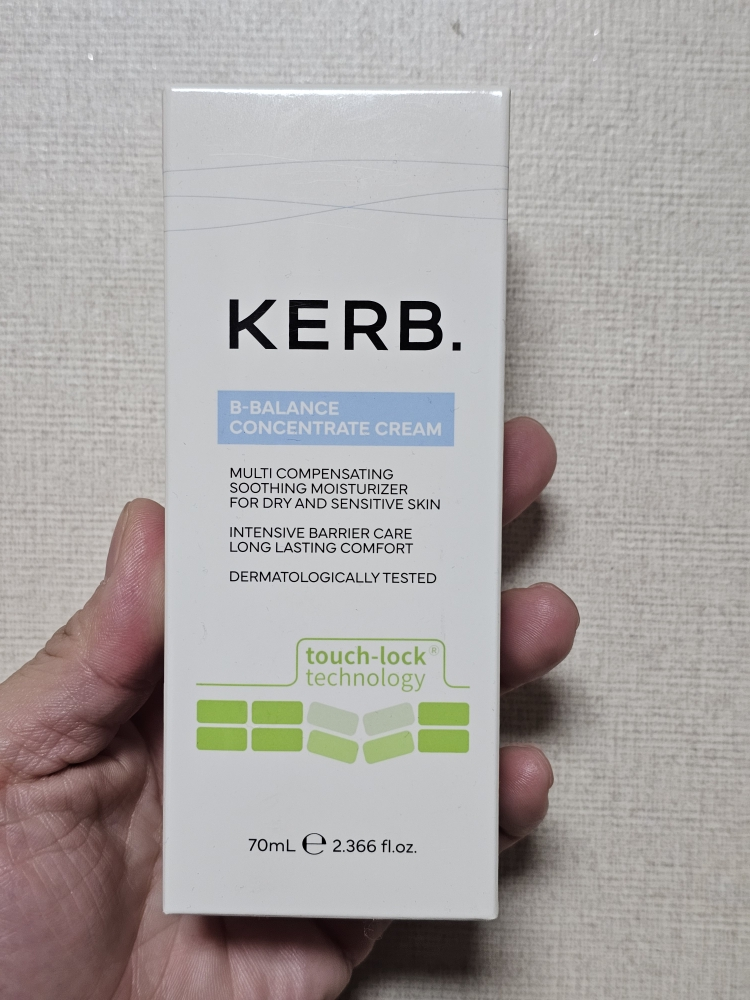 KERB.
B-BALANCE
CONCENTRATE CREAM
MULTI COMPENSATING
SOOTHING MOISTURIZER
FOR DRY AND SENSITIVE SKIN
INTENSIVE BARRIER CARE
LONG LASTING COMFORT
DERMATOLOGICALLY TESTED
touch-lock®
technology
70mL ℮ 2.366 fl.oz.